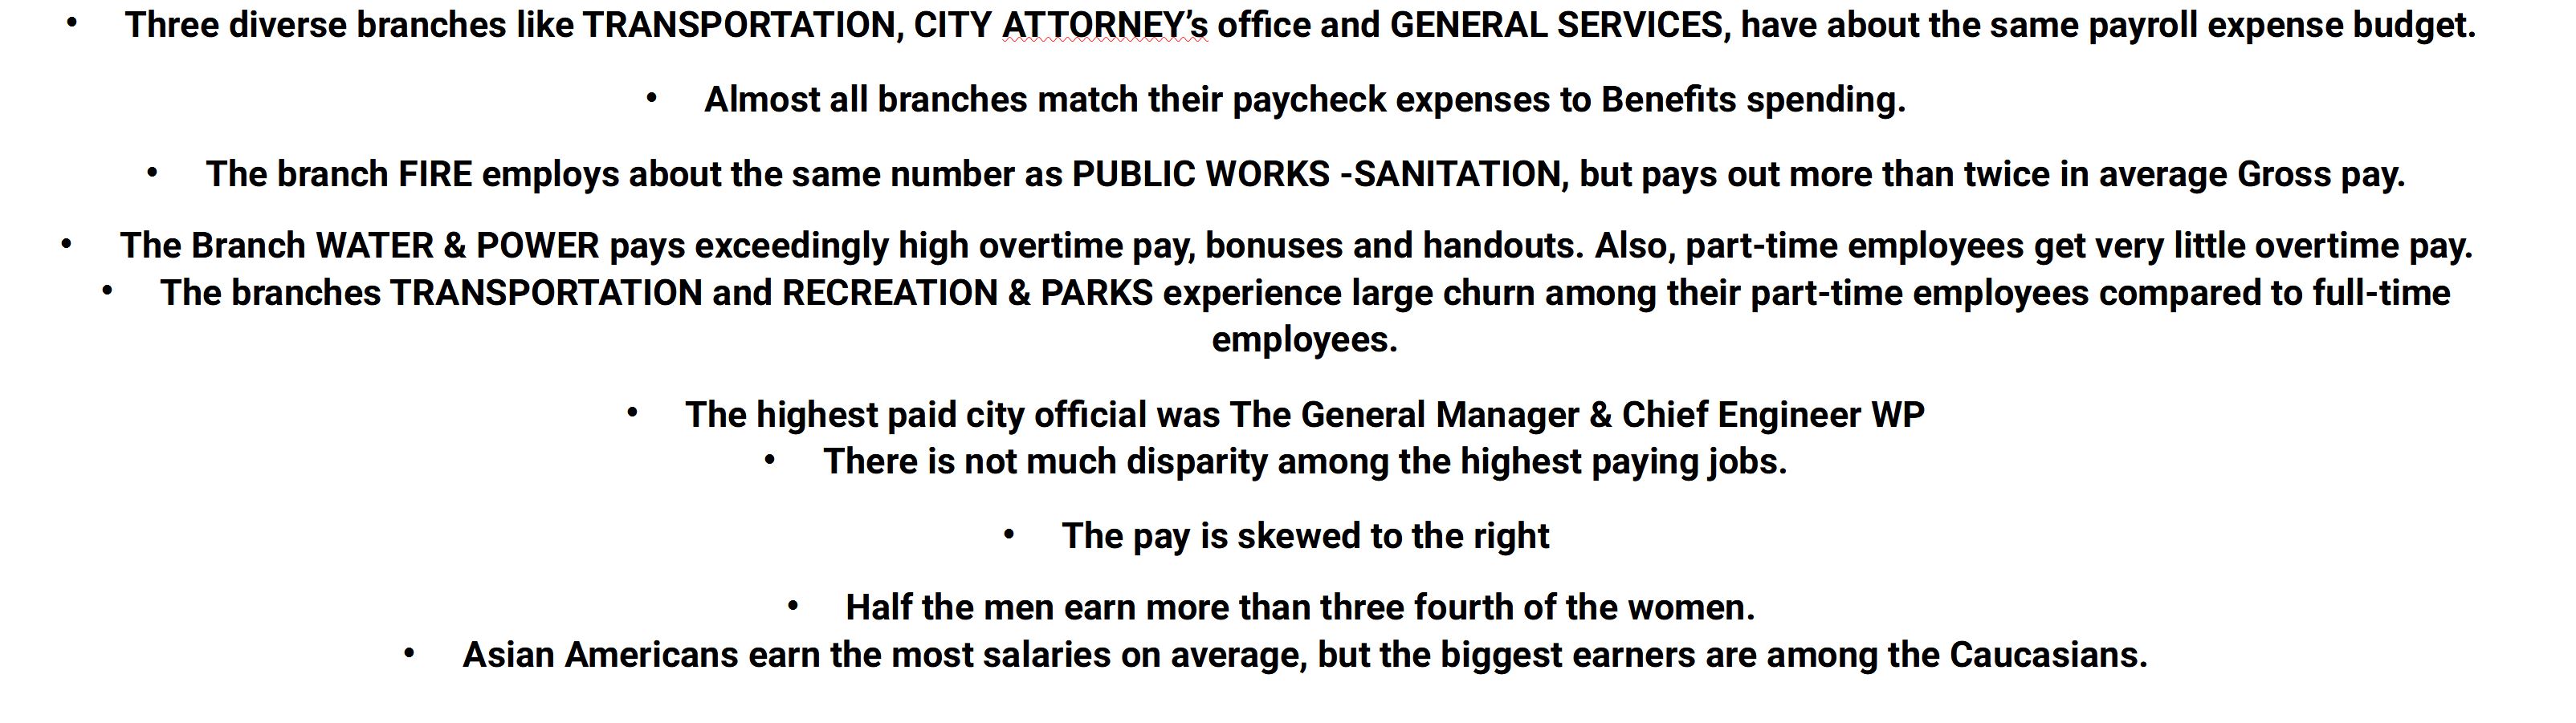 • Three diverse branches like TRANSPORTATION, CITY ATTORNEY’s office and GENERAL SERVICES, have about the same payroll expense budget.
• Almost all branches match their paycheck expenses to Benefits spending.
• The branch FIRE employs about the same number as PUBLIC WORKS -SANITATION, but pays out more than twice in average Gross pay.
• The Branch WATER & POWER pays exceedingly high overtime pay, bonuses and handouts. Also, part-time employees get very little overtime pay.
• The branches TRANSPORTATION and RECREATION & PARKS experience large churn among their part-time employees compared to full-time
employees.
• The highest paid city official was The General Manager & Chief Engineer WP
• There is not much disparity among the highest paying jobs.
• The pay is skewed to the right
• Half the men earn more than three fourth of the women.
• Asian Americans earn the most salaries on average, but the biggest earners are among the Caucasians.